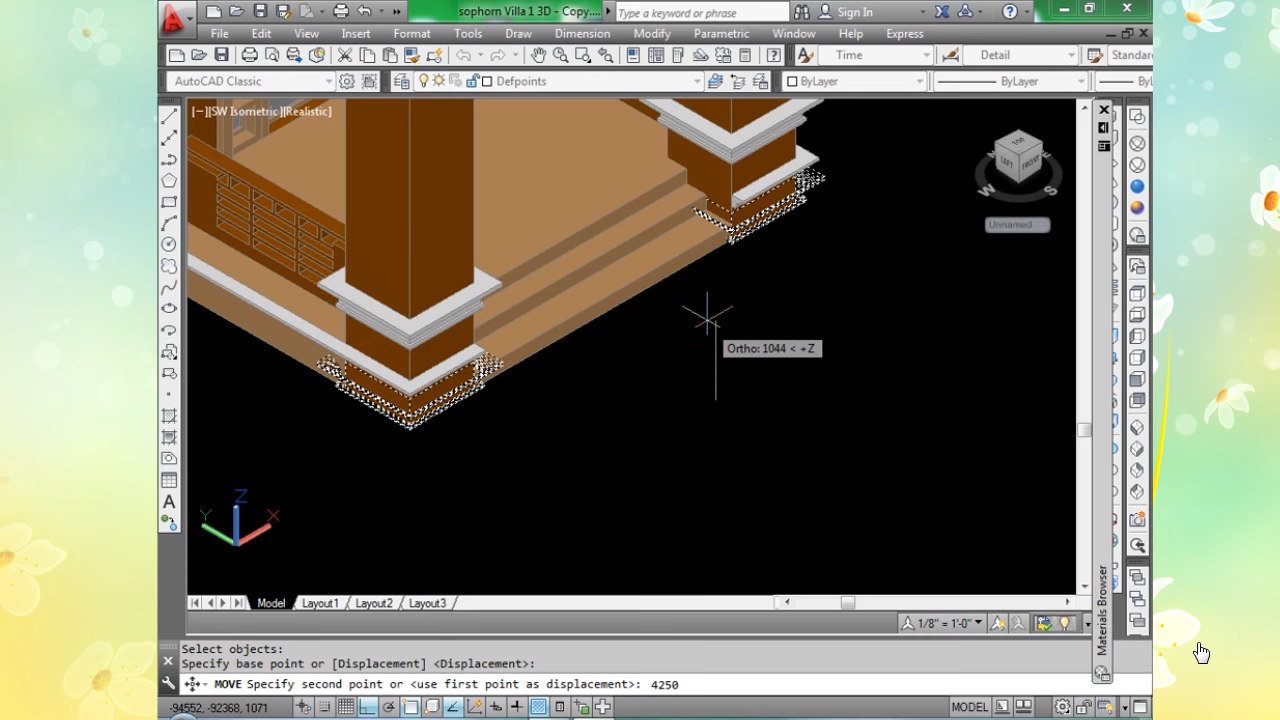 sophorn Villa 1 3D - Copy....
Type a keyword or phrase
Sign In
File Edit View Insert Format Tools Draw Dimension Modify Parametric Window Help Express
Time
Detail
Standar
AutoCAD Classic
Defpoints
ByLayer
ByLayer
[−][SW Isometric][Realistic]
TOP
LEFT
FRONT
W
S
Unnamed
Ortho: 1044 < +Z
Z
Y
X
Model Layout1 Layout2 Layout3
1/8" = 1'-0"
Materials Browser
Select objects:
Specify base point or [Displacement] <Displacement>:
MOVE Specify second point or <use first point as displacement>: 4250
-94552, -92368, 1071
MODEL